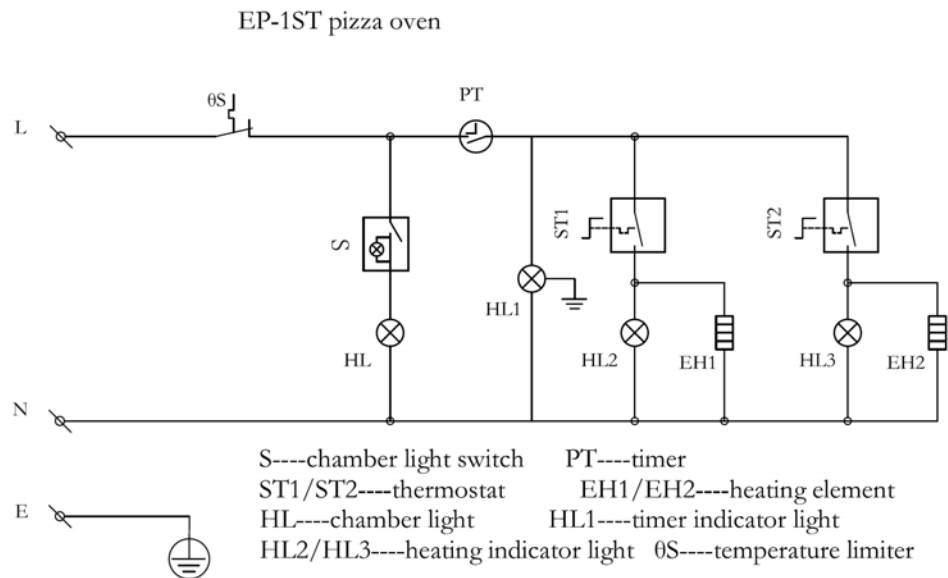 EP-1ST pizza oven
θS
PT
L
ST1
ST2
S
HL1
HL
HL2
EH1
HL3
EH2
N
S----chamber light switch PT----timer
ST1/ST2----thermostat EH1/EH2----heating element
E
HL----chamber light HL1----timer indicator light
HL2/HL3----heating indicator light θS----temperature limiter